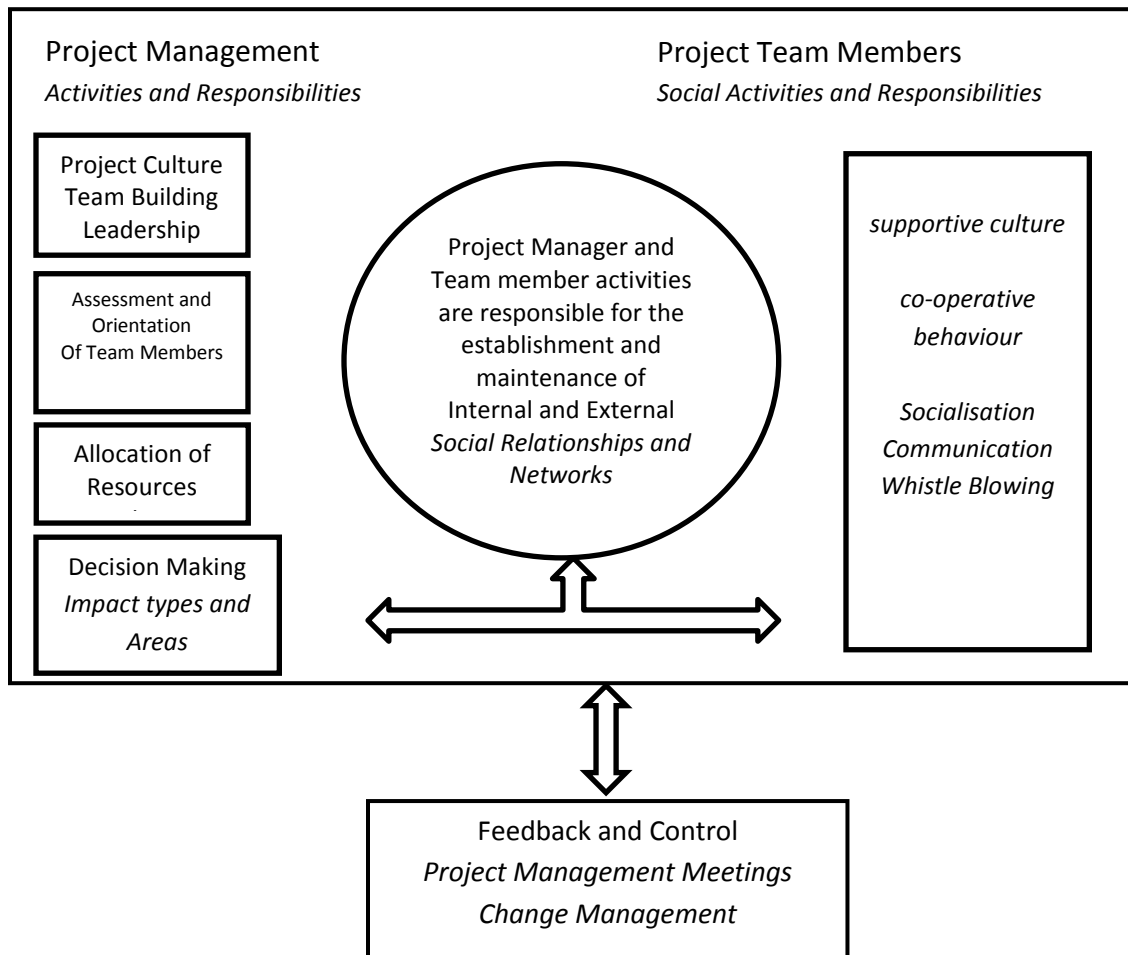 Project Management
Activities and Responsibilities
Project Team Members
Social Activities and Responsibilities
Project Culture
Team Building
Leadership
Assessment and
Orientation
Of Team Members
Allocation of
Resources
Decision Making
Impact types and
Areas
Project Manager and
Team member activities
are responsible for the
establishment and
maintenance of
Internal and External
Social Relationships and
Networks
supportive culture
co-operative
behaviour
Socialisation
Communication
Whistle Blowing
Feedback and Control
Project Management Meetings
Change Management